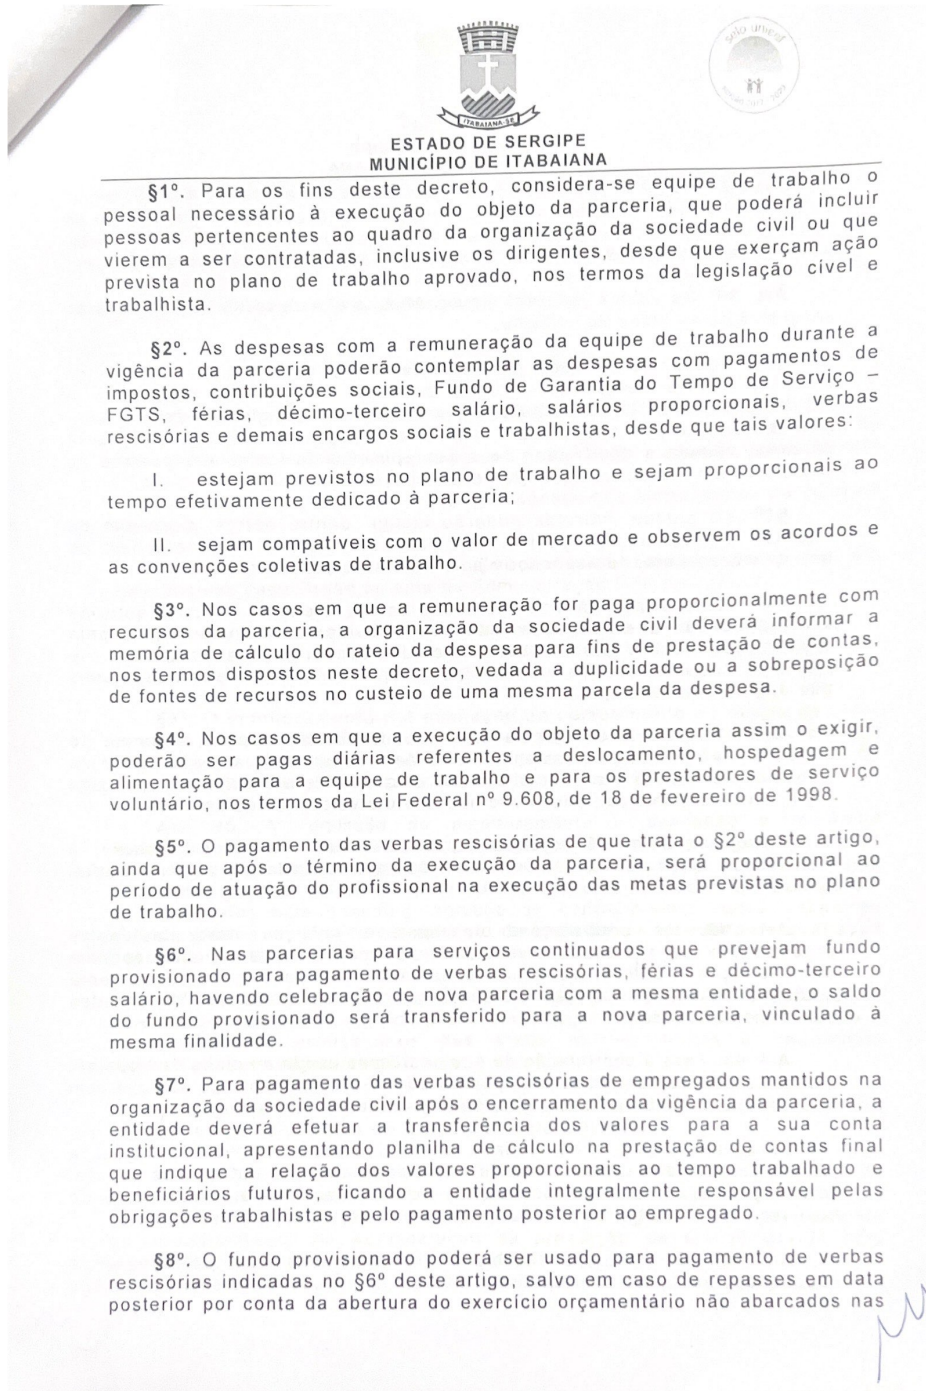 ITABAIANA-SE
selo unicef
ESTADO DE SERGIPE
MUNICÍPIO DE ITABAIANA
§1º. Para os fins deste decreto, considera-se equipe de trabalho o
pessoal necessário à execução do objeto da parceria, que poderá incluir
pessoas pertencentes ao quadro da organização da sociedade civil ou que
vierem a ser contratadas, inclusive os dirigentes, desde que exerçam ação
prevista no plano de trabalho aprovado, nos termos da legislação cível e
trabalhista.
§2º. As despesas com a remuneração da equipe de trabalho durante a
vigência da parceria poderão contemplar as despesas com pagamentos de
impostos, contribuições sociais, Fundo de Garantia do Tempo de Serviço –
FGTS, férias, décimo-terceiro salário, salários proporcionais, verbas
rescisórias e demais encargos sociais e trabalhistas, desde que tais valores:
I. estejam previstos no plano de trabalho e sejam proporcionais ao
tempo efetivamente dedicado à parceria;
II. sejam compatíveis com o valor de mercado e observem os acordos e
as convenções coletivas de trabalho.
§3º. Nos casos em que a remuneração for paga proporcionalmente com
recursos da parceria, a organização da sociedade civil deverá informar a
memória de cálculo do rateio da despesa para fins de prestação de contas,
nos termos dispostos neste decreto, vedada a duplicidade ou a sobreposição
de fontes de recursos no custeio de uma mesma parcela da despesa.
§4º. Nos casos em que a execução do objeto da parceria assim o exigir,
poderão ser pagas diárias referentes a deslocamento, hospedagem e
alimentação para a equipe de trabalho e para os prestadores de serviço
voluntário, nos termos da Lei Federal nº 9.608, de 18 de fevereiro de 1998.
§5º. O pagamento das verbas rescisórias de que trata o §2º deste artigo,
ainda que após o término da execução da parceria, será proporcional ao
período de atuação do profissional na execução das metas previstas no plano
de trabalho.
§6º. Nas parcerias para serviços continuados que prevejam fundo
provisionado para pagamento de verbas rescisórias, férias e décimo-terceiro
salário, havendo celebração de nova parceria com a mesma entidade, o saldo
do fundo provisionado será transferido para a nova parceria, vinculado á
mesma finalidade.
§7º. Para pagamento das verbas rescisórias de empregados mantidos na
organização da sociedade civil após o encerramento da vigência da parceria, a
entidade deverá efetuar a transferência dos valores para a sua conta
institucional, apresentando planilha de cálculo na prestação de contas final
que indique a relação dos valores proporcionais ao tempo trabalhado e
beneficiários futuros, ficando a entidade integralmente responsável pelas
obrigações trabalhistas e pelo pagamento posterior ao empregado.
§8º. O fundo provisionado poderá ser usado para pagamento de verbas
rescisórias indicadas no §6º deste artigo, salvo em caso de repasses em data
posterior por conta da abertura do exercício orçamentário não abarcados nas